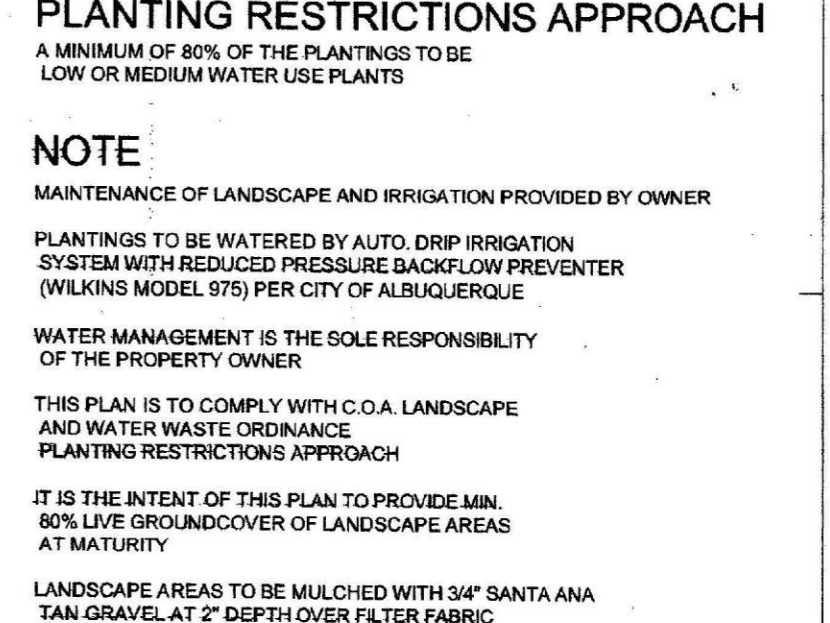 PLANTING RESTRICTIONS APPROACH
A MINIMUM OF 80% OF THE PLANTINGS TO BE
LOW OR MEDIUM WATER USE PLANTS
NOTE
MAINTENANCE OF LANDSCAPE AND IRRIGATION PROVIDED BY OWNER
PLANTINGS TO BE WATERED BY AUTO. DRIP IRRIGATION
SYSTEM WITH REDUCED PRESSURE BACKFLOW PREVENTER
(WILKINS MODEL 975) PER CITY OF ALBUQUERQUE
WATER MANAGEMENT IS THE SOLE RESPONSIBILITY
OF THE PROPERTY OWNER
THIS PLAN IS TO COMPLY WITH C.O.A. LANDSCAPE
AND WATER WASTE ORDINANCE
PLANTING RESTRICTIONS APPROACH
IT IS THE INTENT OF THIS PLAN TO PROVIDE MIN.
80% LIVE GROUNDCOVER OF LANDSCAPE AREAS
AT MATURITY
LANDSCAPE AREAS TO BE MULCHED WITH 3/4" SANTA ANA
TAN GRAVEL AT 2" DEPTH OVER FILTER FABRIC